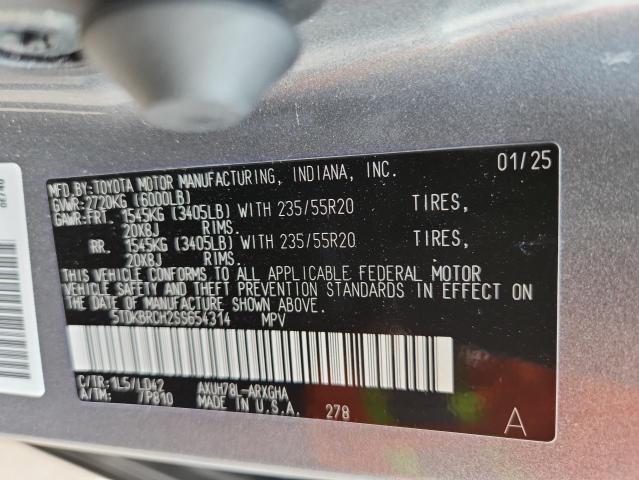 MFD.BY:TOYOTA MOTOR MANUFACTURING, INDIANA, INC. 01/25
GVWR:2720KG (6000LB)
GAWR:FRT. 1545KG (3405LB) WITH 235/55R20 TIRES,
20X8J RIMS.
RR. 1545KG (3405LB) WITH 235/55R20 TIRES,
20X8J RIMS.
THIS VEHICLE CONFORMS TO ALL APPLICABLE FEDERAL MOTOR
VEHICLE SAFETY AND THEFT PREVENTION STANDARDS IN EFFECT ON
THE DATE OF MANUFACTURE SHOWN ABOVE.
5TDKBRCH2SS654314 MPV
C/TR:1L5/LD42 AXUH78L-ARXGHA
A/TM: /P810 MADE IN U.S.A. 278 A